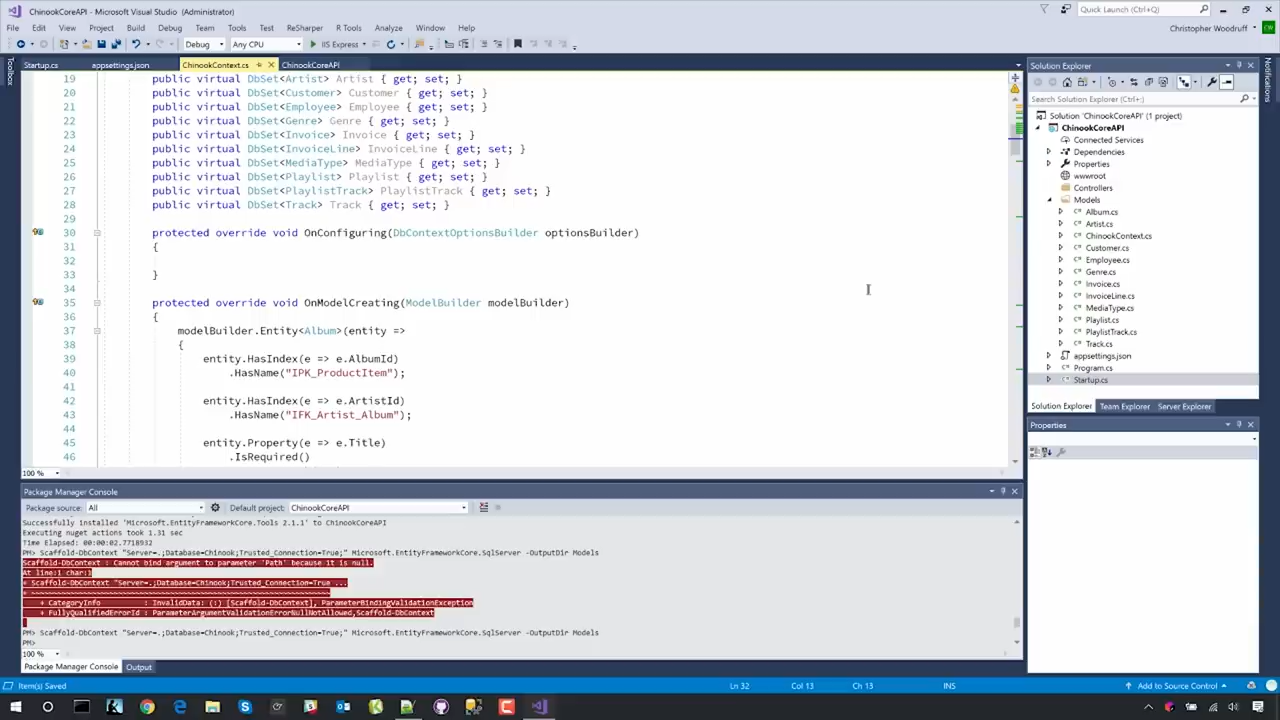 ChinookCoreAPI - Microsoft Visual Studio (Administrator)
Quick Launch (Ctrl+Q)
File Edit View Project Build Debug Team Tools Test ReSharper R Tools Analyze Window Help
Christopher Woodruff
CW
Debug Any CPU IIS Express
Toolbox
Startup.cs appsettings.json ChinookContext.cs ChinookCoreAPI
19 public virtual DbSet<Artist> Artist { get; set; }
20 public virtual DbSet<Customer> Customer { get; set; }
21 public virtual DbSet<Employee> Employee { get; set; }
22 public virtual DbSet<Genre> Genre { get; set; }
23 public virtual DbSet<Invoice> Invoice { get; set; }
24 public virtual DbSet<InvoiceLine> InvoiceLine { get; set; }
25 public virtual DbSet<MediaType> MediaType { get; set; }
26 public virtual DbSet<Playlist> Playlist { get; set; }
27 public virtual DbSet<PlaylistTrack> PlaylistTrack { get; set; }
28 public virtual DbSet<Track> Track { get; set; }
29
30 protected override void OnConfiguring(DbContextOptionsBuilder optionsBuilder)
31 {
32
33 }
34
35 protected override void OnModelCreating(ModelBuilder modelBuilder)
36 {
37 modelBuilder.Entity<Album>(entity =>
38 {
39 entity.HasIndex(e => e.AlbumId)
40 .HasName("IPK_ProductItem");
41
42 entity.HasIndex(e => e.ArtistId)
43 .HasName("IFK_Artist_Album");
44
45 entity.Property(e => e.Title)
46 .IsRequired()
100 %
Solution Explorer
Search Solution Explorer (Ctrl+;)
Solution 'ChinookCoreAPI' (1 project)
ChinookCoreAPI
Connected Services
Dependencies
Properties
wwwroot
Controllers
Models
Album.cs
Artist.cs
ChinookContext.cs
Customer.cs
Employee.cs
Genre.cs
Invoice.cs
InvoiceLine.cs
MediaType.cs
Playlist.cs
PlaylistTrack.cs
Track.cs
appsettings.json
Program.cs
Startup.cs
Solution Explorer Team Explorer Server Explorer
Properties
Notifications
Package Manager Console
Package source: All Default project: ChinookCoreAPI
Successfully installed 'Microsoft.EntityFrameworkCore.Tools 2.1.1' to ChinookCoreAPI
Executing nuget actions took 1.31 sec
Time Elapsed: 00:00:02.7718932
PM> Scaffold-DbContext "Server=.;Database=Chinook;Trusted_Connection=True;" Microsoft.EntityFrameworkCore.SqlServer -OutputDir Models
Scaffold-DbContext : Cannot bind argument to parameter 'Path' because it is null.
At line:1 char:1
+ Scaffold-DbContext "Server=.;Database=Chinook;Trusted_Connection=True ...
+ ~~~~~~~~~~~~~~~~~~~~~~~~~~~~~~~~~~~~~~~~~~~~~~~~~~~~~~~~~~~~~~~~~~~~~
+ CategoryInfo : InvalidData: (:) [Scaffold-DbContext], ParameterBindingValidationException
+ FullyQualifiedErrorId : ParameterArgumentValidationErrorNullNotAllowed,Scaffold-DbContext
PM> Scaffold-DbContext "Server=.;Database=Chinook;Trusted_Connection=True;" Microsoft.EntityFrameworkCore.SqlServer -OutputDir Models
PM>
100 %
Package Manager Console Output
Item(s) Saved Ln 32 Col 13 Ch 13 INS Add to Source Control